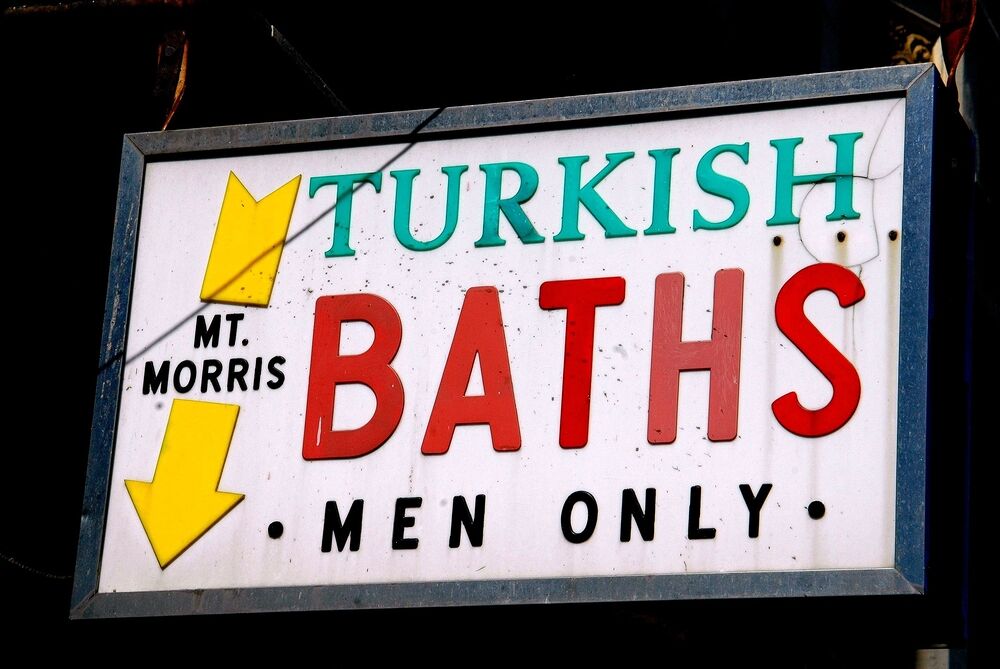 TURKISH
MT.
MORRIS
BATHS
• MEN ONLY •